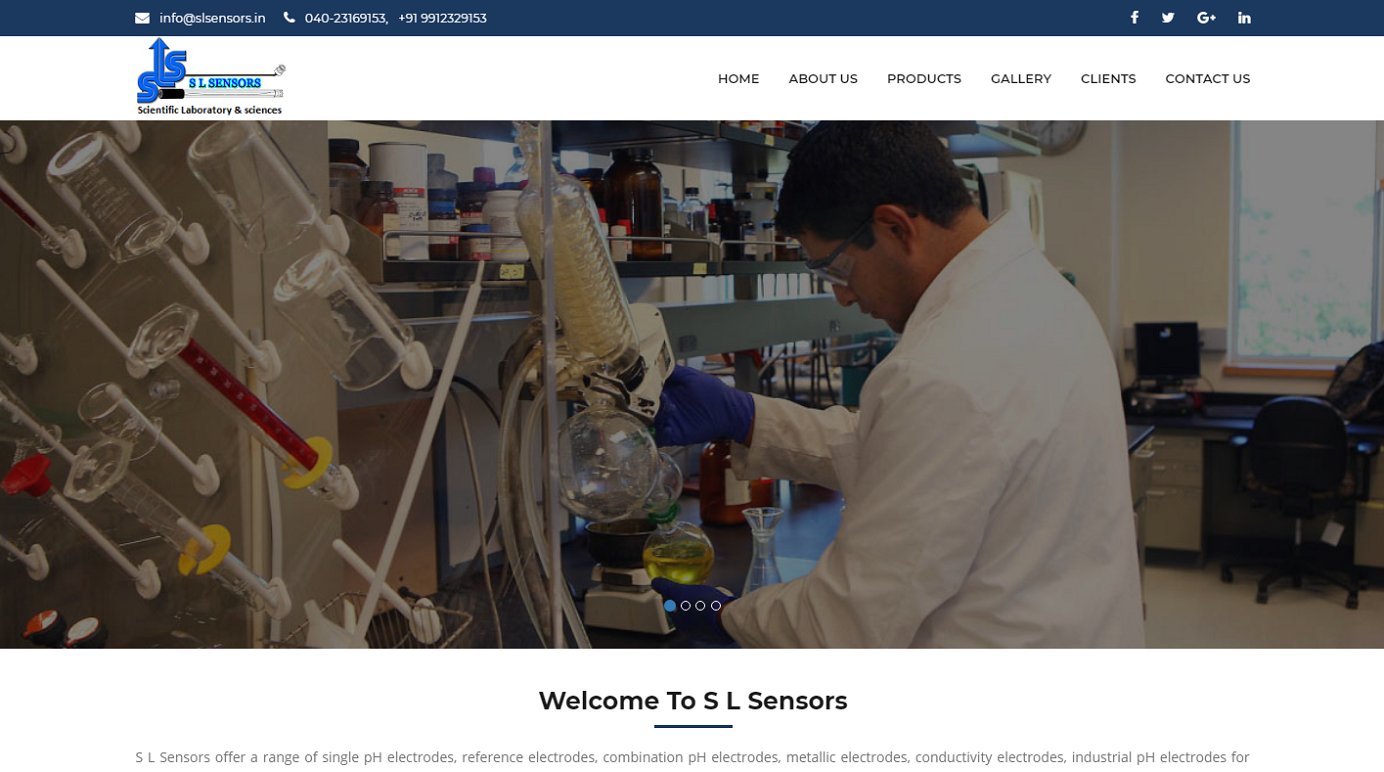 info@slsensors.in 040-23169153, +91 9912329153
S L SENSORS
Scientific Laboratory & sciences
HOME ABOUT US PRODUCTS GALLERY CLIENTS CONTACT US
Welcome To S L Sensors
S L Sensors offer a range of single pH electrodes, reference electrodes, combination pH electrodes, metallic electrodes, conductivity electrodes, industrial pH electrodes for